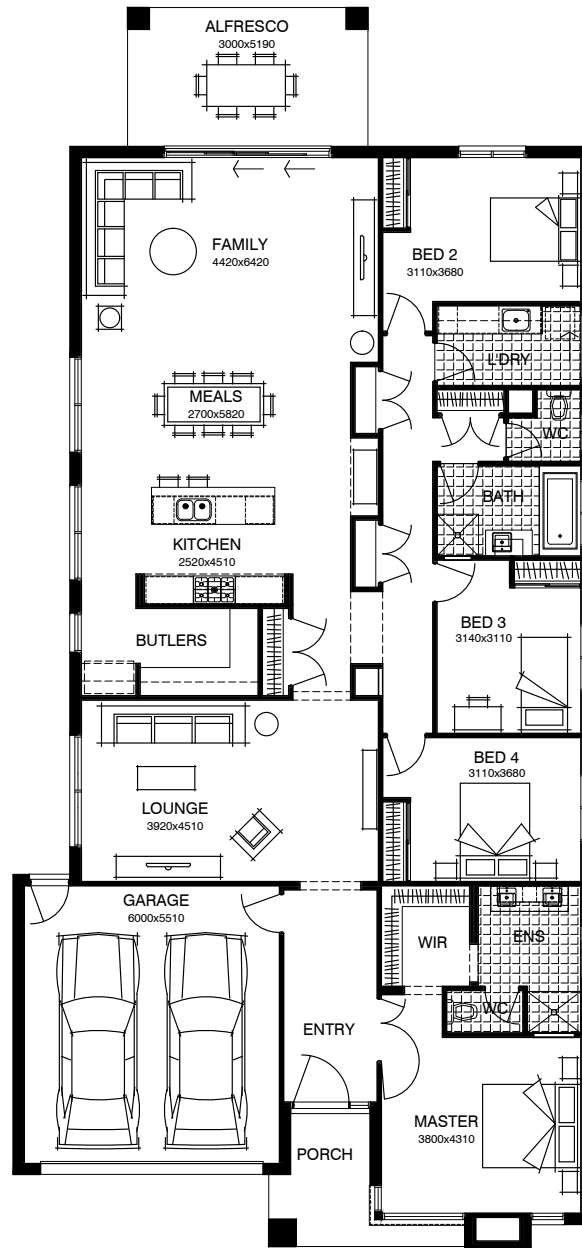 ALFRESCO
3000x5190
FAMILY
4420x6420
BED 2
3110x3680
L'DRY
MEALS
2700x5820
WC
BATH
KITCHEN
2520x4510
BUTLERS
BED 3
3140x3110
BED 4
3110x3680
LOUNGE
3920x4510
GARAGE
6000x5510
WIR
ENS
WC
ENTRY
MASTER
3800x4310
PORCH